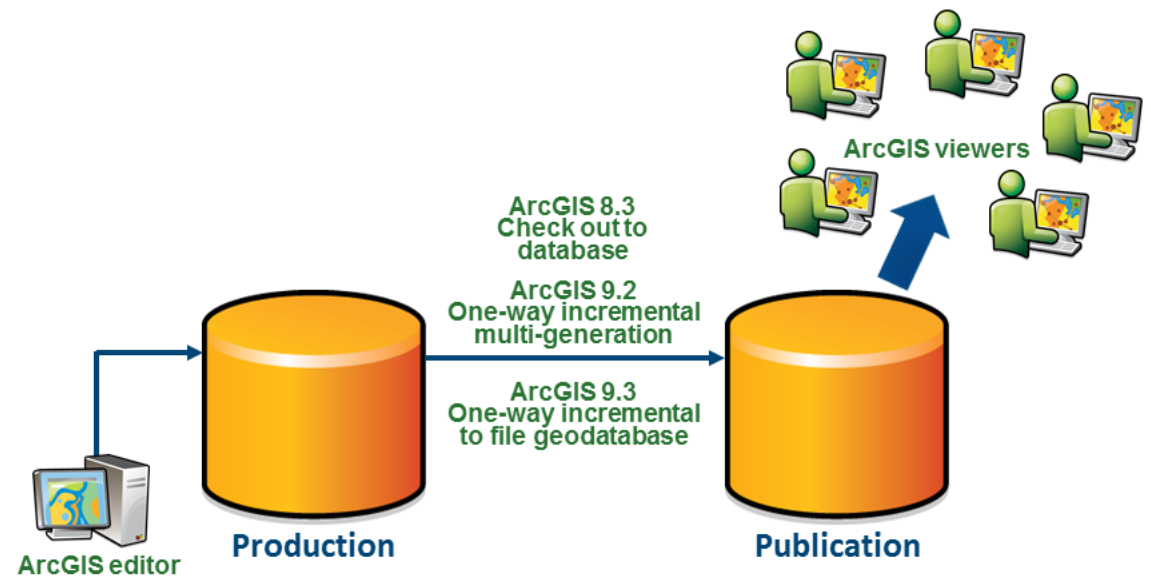 ArcGIS viewers
ArcGIS 8.3
Check out to
database
ArcGIS 9.2
One-way incremental
multi-generation
ArcGIS 9.3
One-way incremental
to file geodatabase
Production
Publication
ArcGIS editor